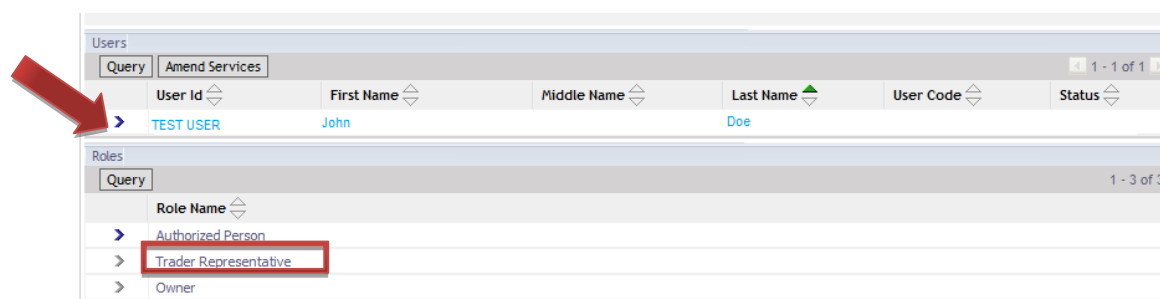 Users
Query Amend Services 1 - 1 of 1
User Id First Name Middle Name Last Name User Code Status
TEST USER John Doe
Roles
Query 1 - 3 of 3
Role Name
Authorized Person
Trader Representative
Owner